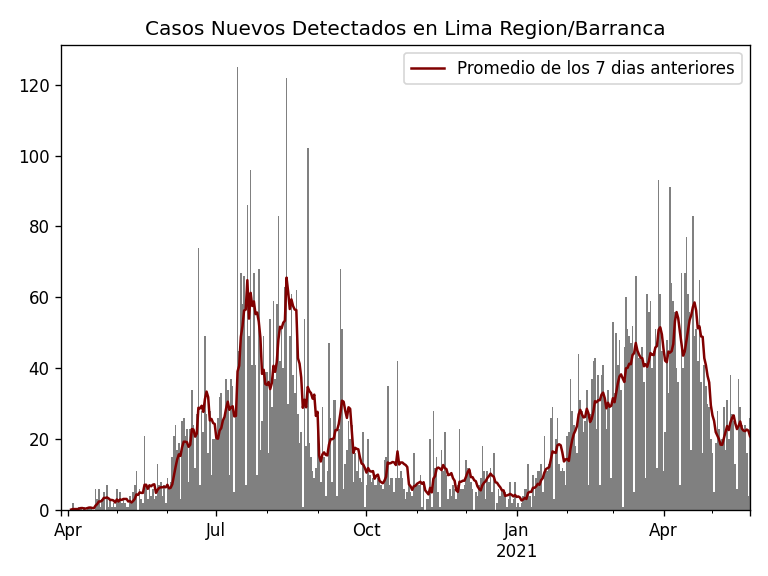 Casos Nuevos Detectados en Lima Region/Barranca
Promedio de los 7 dias anteriores
120
100
80
60
40
20
0
Apr
Jul
Oct
Jan
2021
Apr